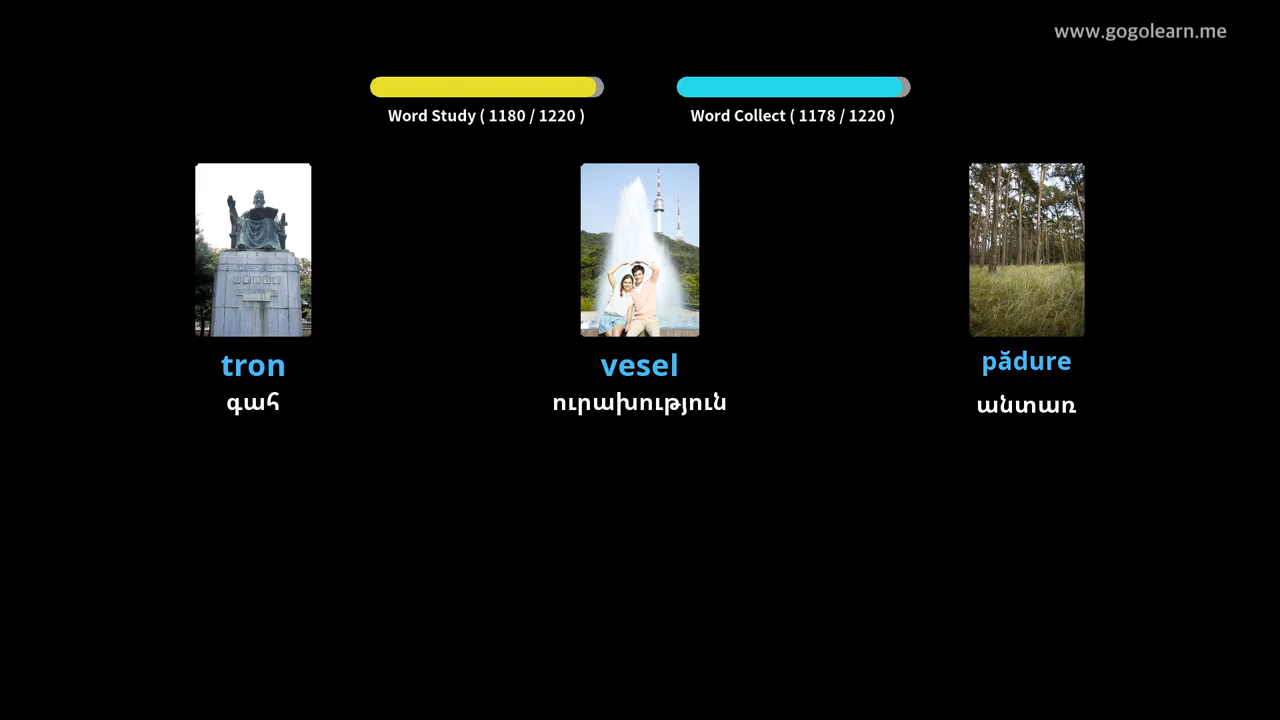 www.gogolearn.me
Word Study ( 1180 / 1220 )
Word Collect ( 1178 / 1220 )
tron
գահ
vesel
ուրախություն
pădure
անտառ